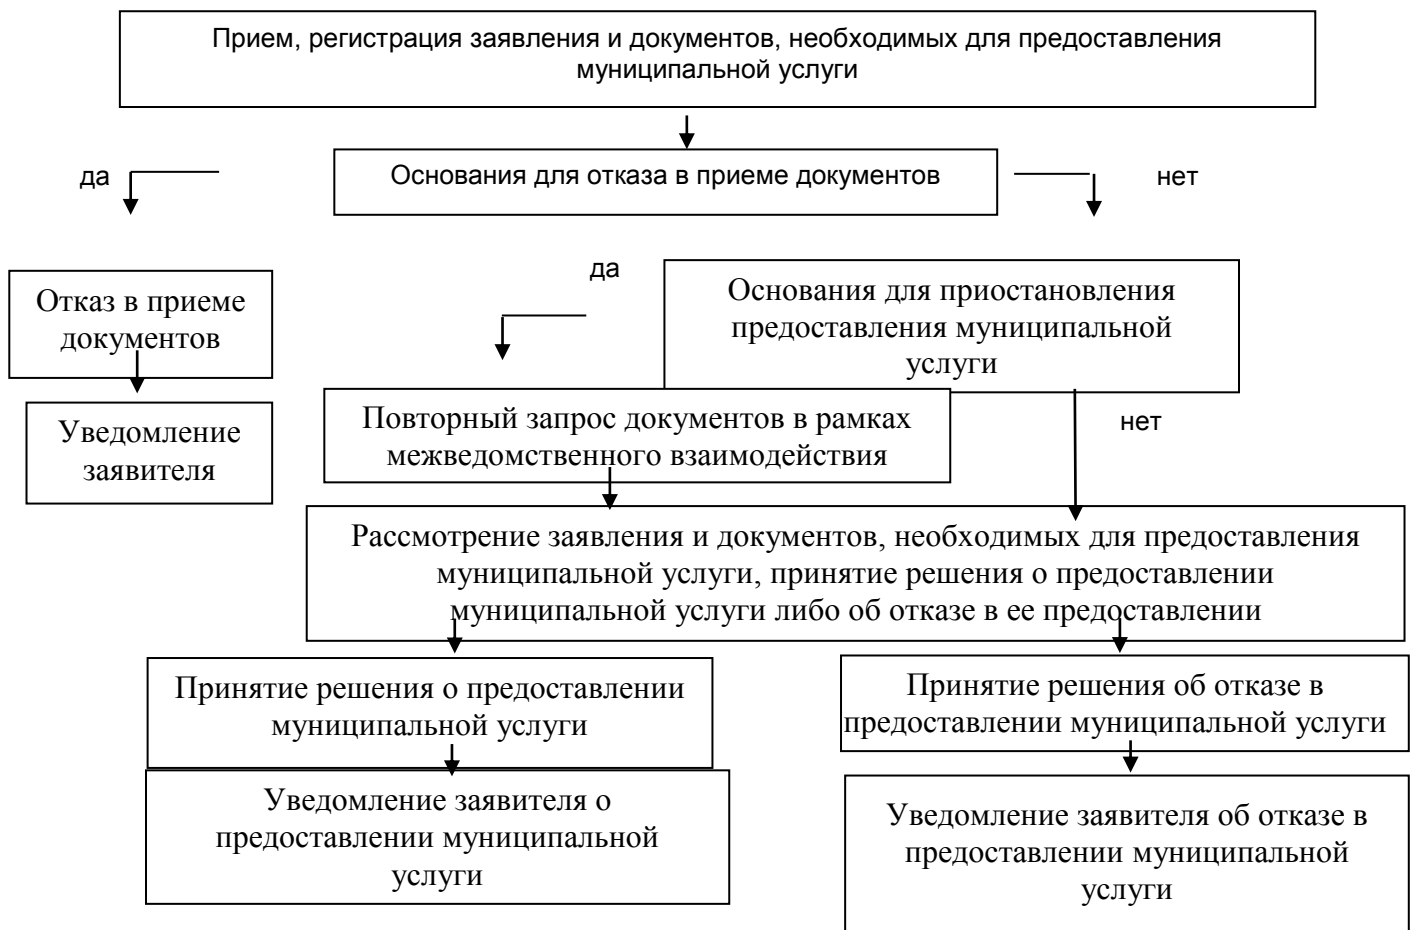 Прием, регистрация заявления и документов, необходимых для предоставления
муниципальной услуги
да
Основания для отказа в приеме документов
нет
да
Отказ в приеме
документов
Основания для приостановления
предоставления муниципальной
услуги
Уведомление
заявителя
Повторный запрос документов в рамках
межведомственного взаимодействия
нет
Рассмотрение заявления и документов, необходимых для предоставления
муниципальной услуги, принятие решения о предоставлении
муниципальной услуги либо об отказе в ее предоставлении
Принятие решения о предоставлении
муниципальной услуги
Принятие решения об отказе в
предоставлении муниципальной услуги
Уведомление заявителя о
предоставлении муниципальной
услуги
Уведомление заявителя об отказе в
предоставлении муниципальной
услуги